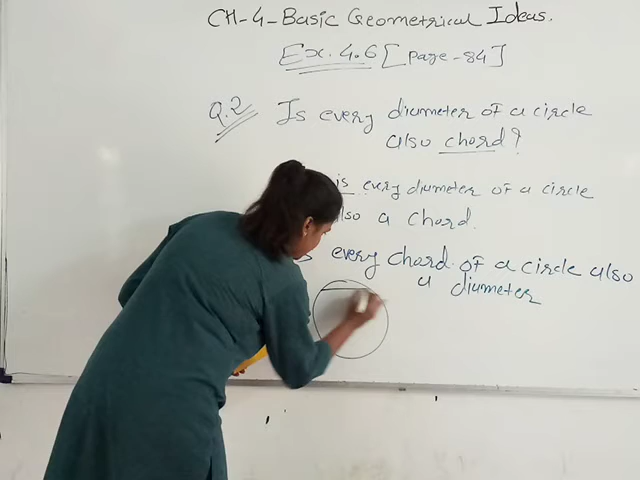 CH-4-Basic Geometrical Ideas.
Ex. 4.6 [page-84]
Q.2 Is every diameter of a circle
also chord?
is every diameter of a circle
also a chord.
every chord of a circle also
a diameter